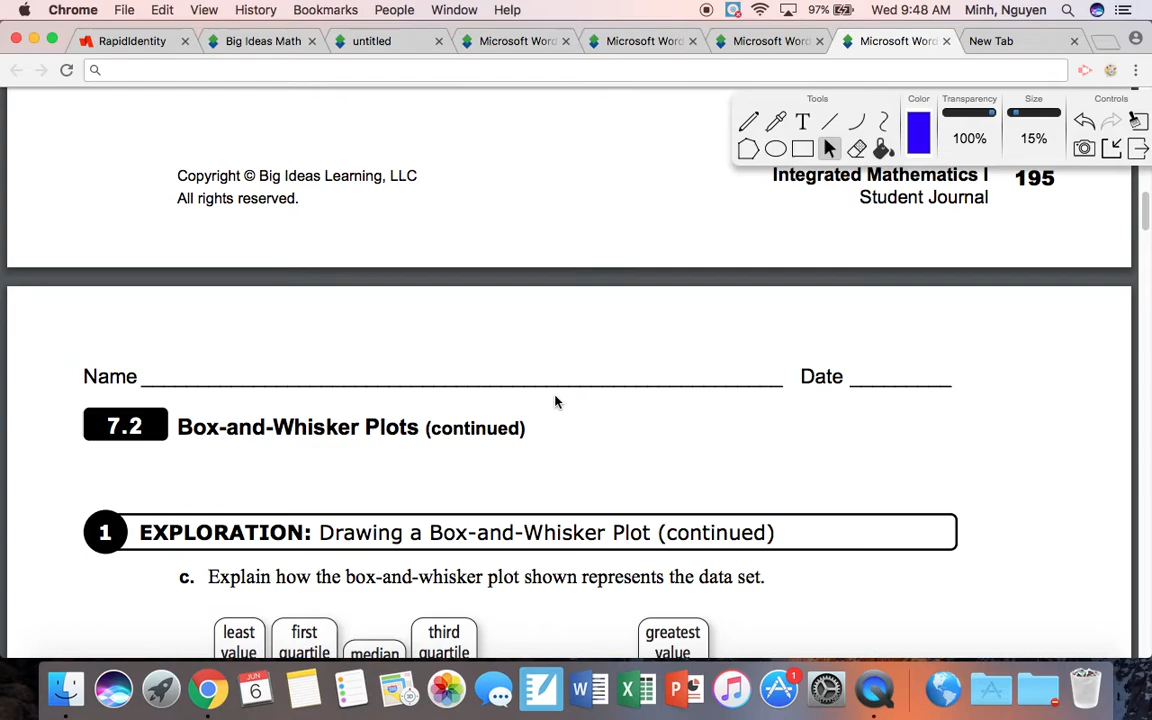 Chrome File Edit View History Bookmarks People Window Help 97% Wed 9:48 AM Minh, Nguyen
RapidIdentity Big Ideas Math untitled Microsoft Word Microsoft Word Microsoft Word Microsoft Word New Tab
Tools Color Transparency Size Controls
T 100% 15%
Copyright © Big Ideas Learning, LLC
All rights reserved.
Integrated Mathematics I 195
Student Journal
Name Date
7.2 Box-and-Whisker Plots (continued)
1 EXPLORATION: Drawing a Box-and-Whisker Plot (continued)
c. Explain how the box-and-whisker plot shown represents the data set.
least first third greatest
value quartile median quartile value
JUN
6
W X P 1